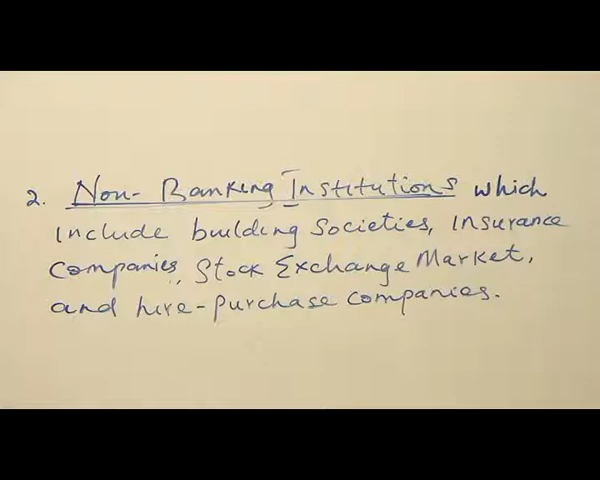 2. Non-Banking Institutions which
include building Societies, Insurance
Companies, Stock Exchange Market,
and hire-purchase companies.